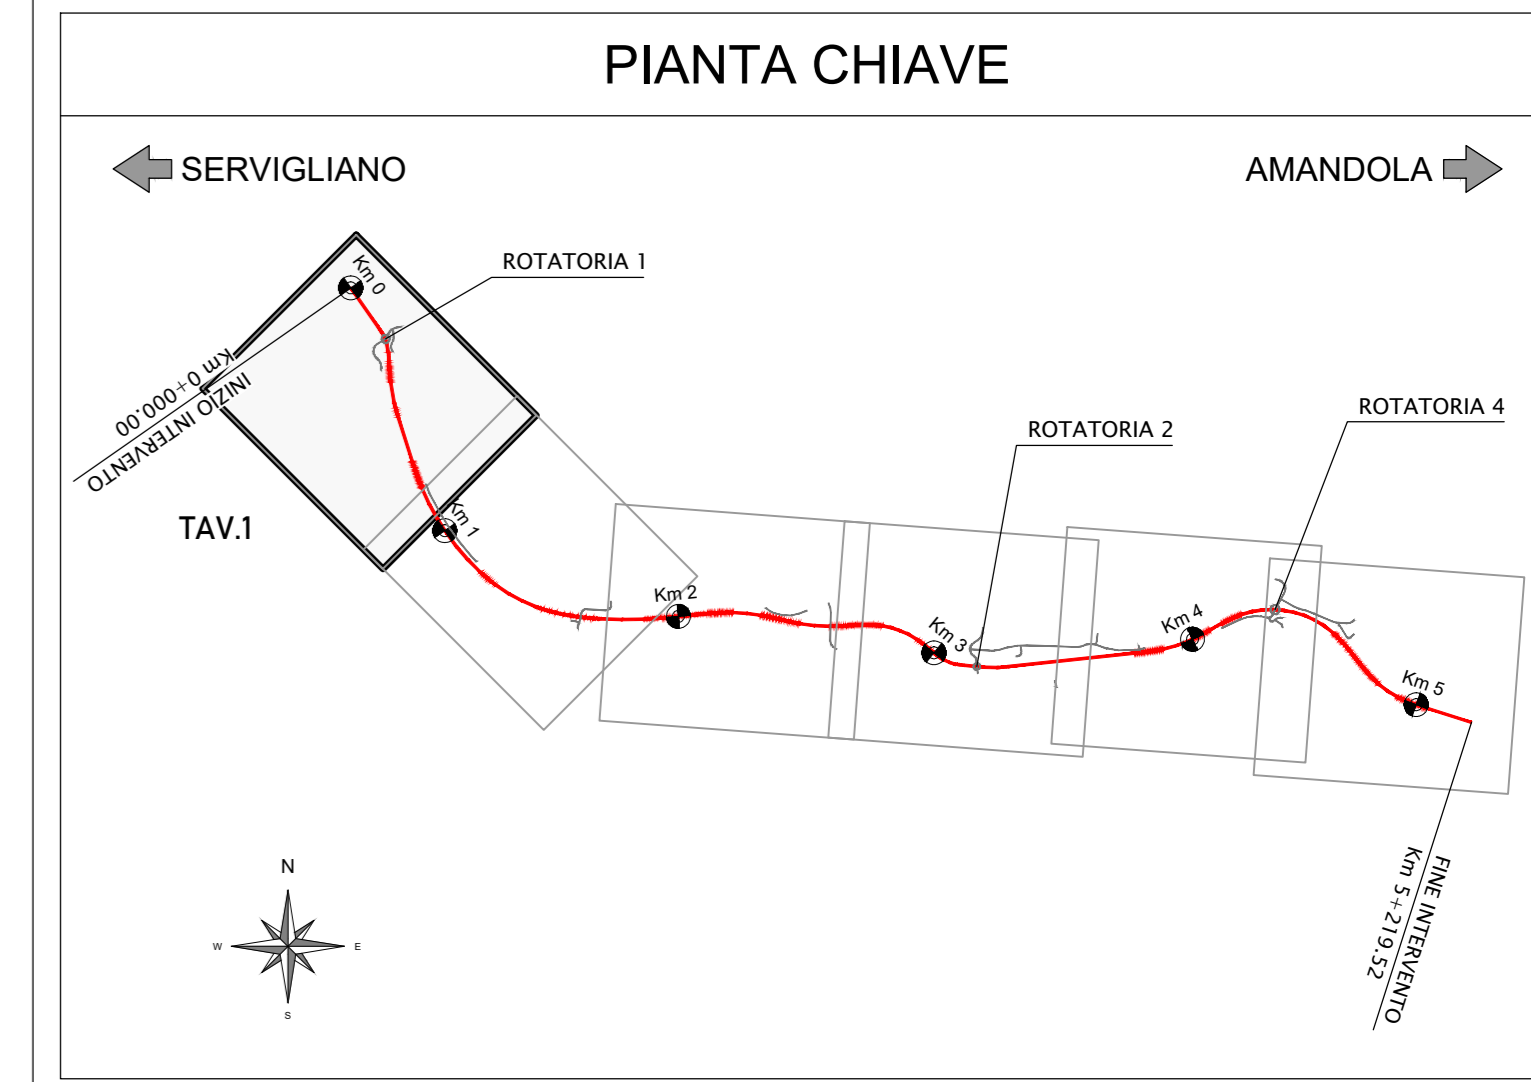 PIANTA CHIAVE
SERVIGLIANO
AMANDOLA
Km 0
ROTATORIA 1
Km 0+000.00
INIZIO INTERVENTO
TAV.1
Km 1
ROTATORIA 2
ROTATORIA 4
Km 2
Km 3
Km 4
Km 5
FINE INTERVENTO
Km 5+219.52
N
W
E
S